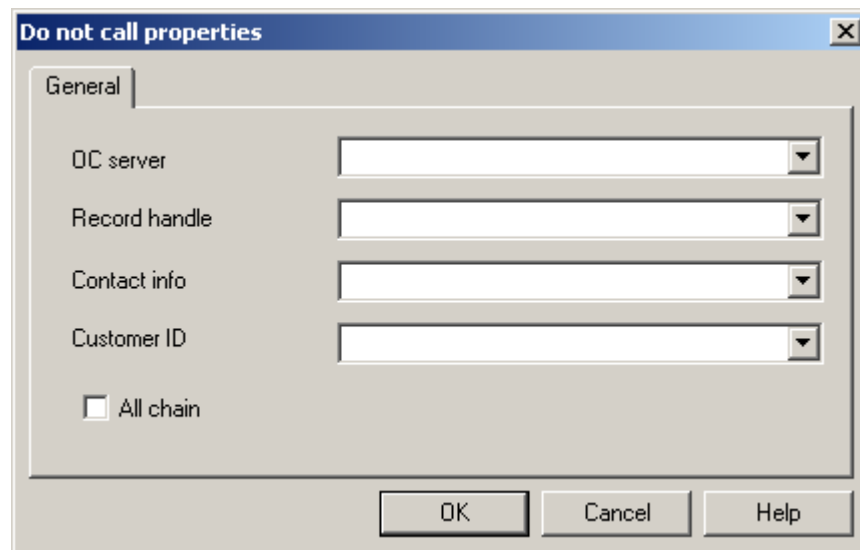 Do not call properties
General
OC server
Record handle
Contact info
Customer ID
All chain
OK Cancel Help